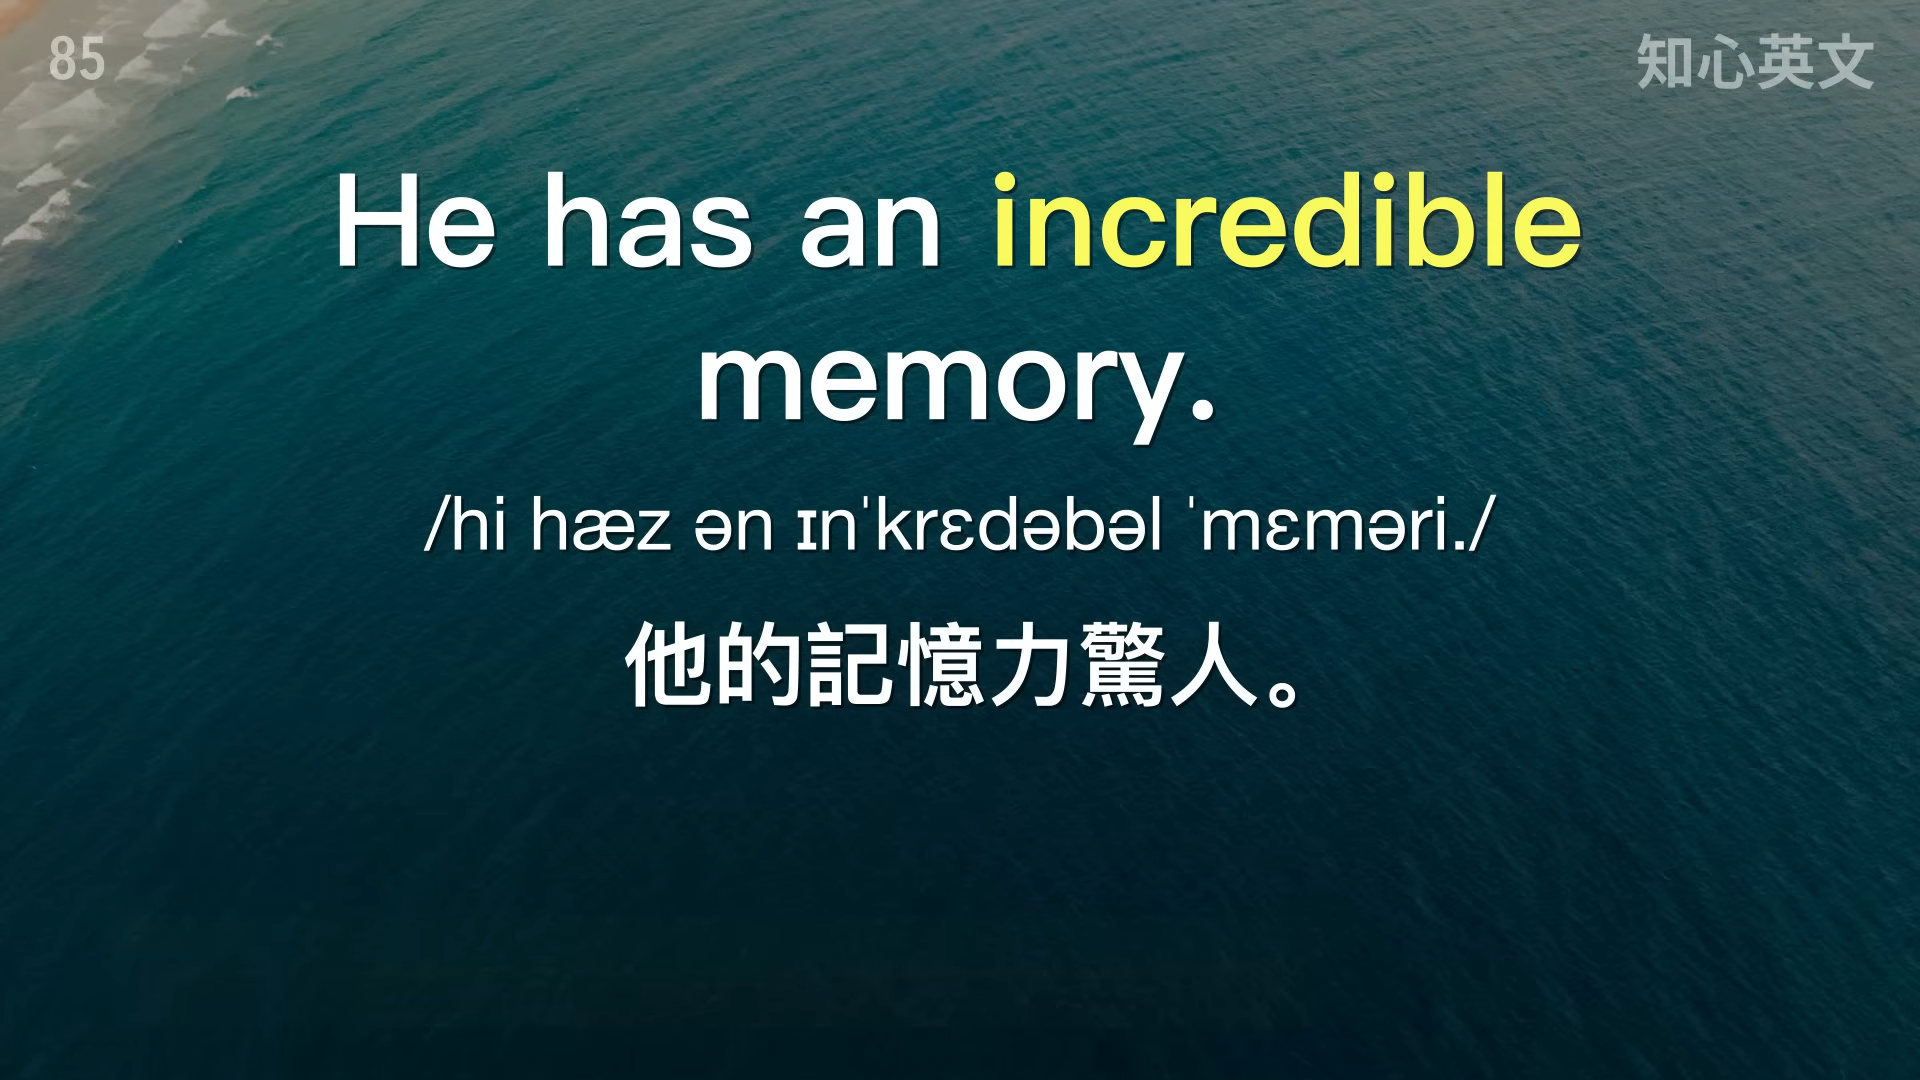 85
知心英文
He has an incredible
memory.
/hi hæz ən ɪnˈkrɛdəbəl ˈmɛməri./
他的記憶力驚人。